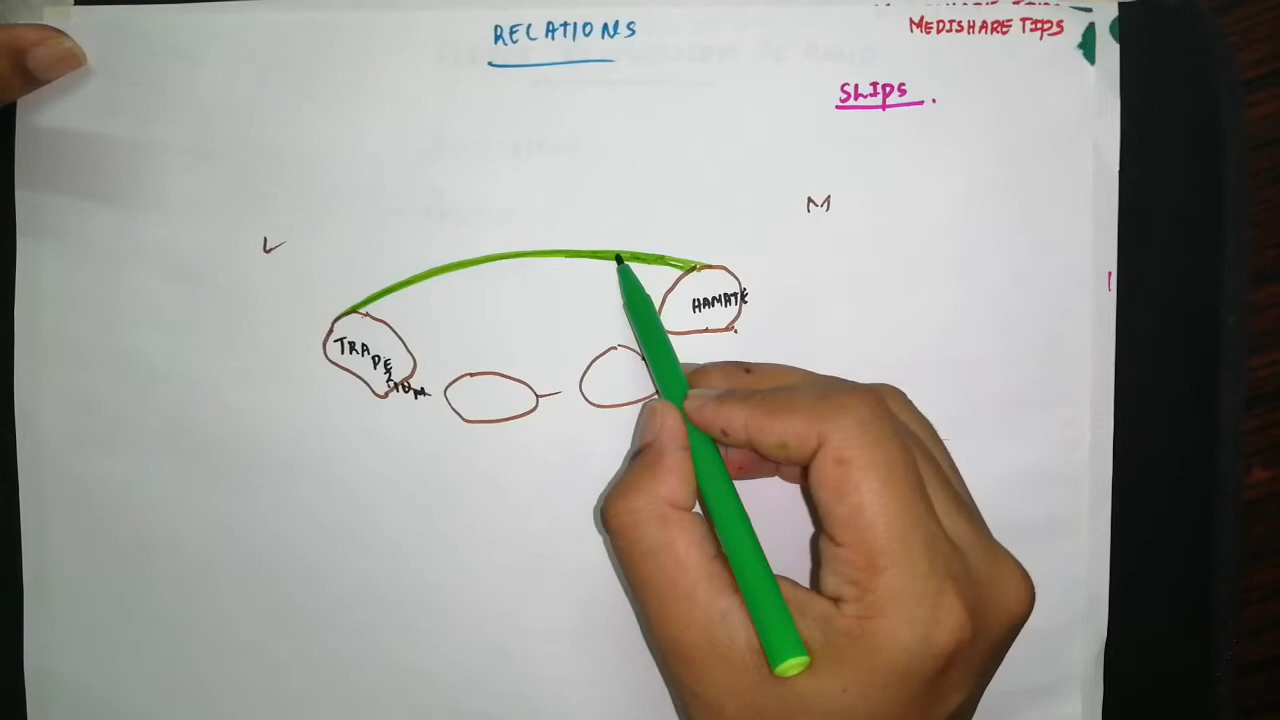 RELATIONS
MEDISHARE TIPS
SLIPS.
M
L
HAMATE
TRAPEZIUM